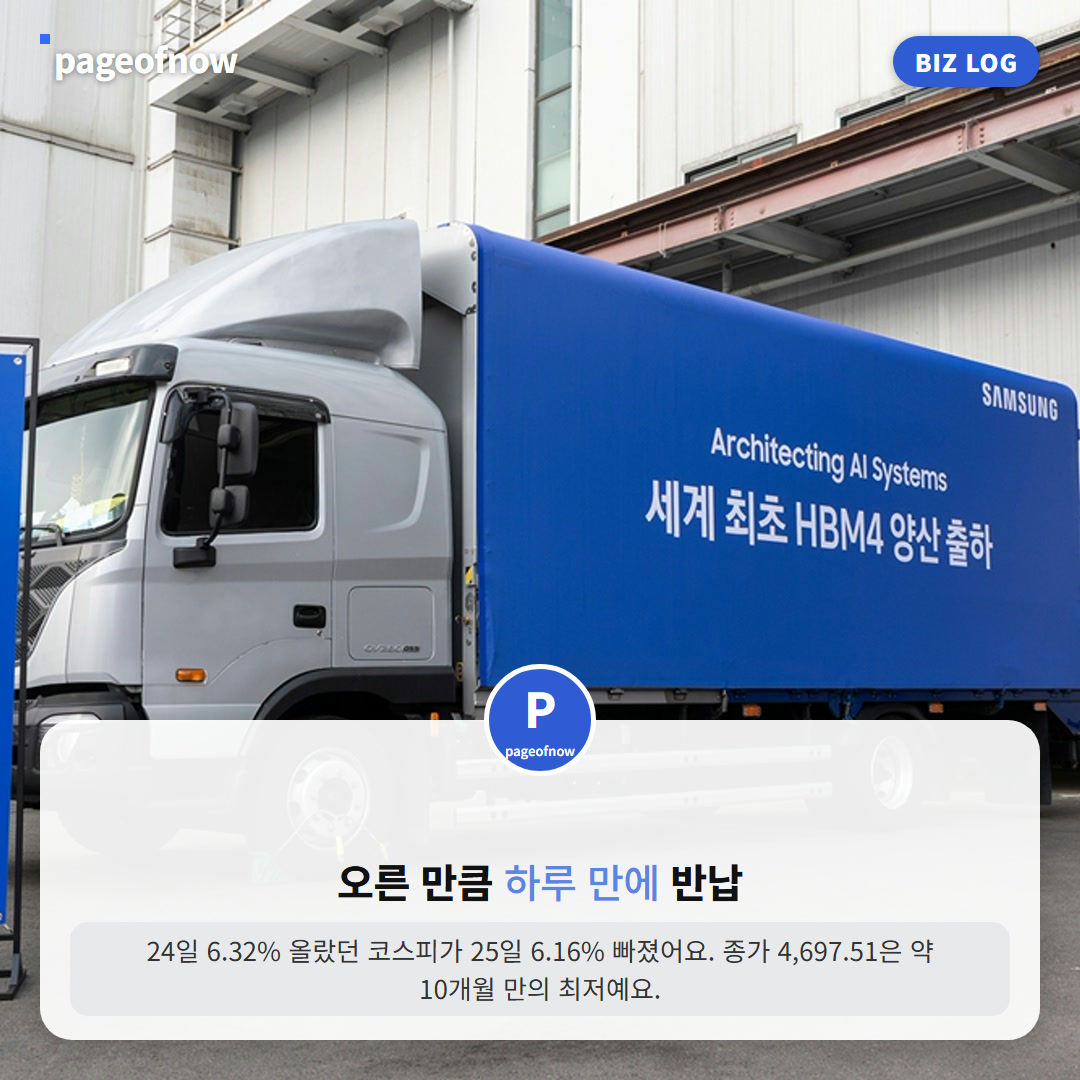 pageofnow
BIZ LOG
SAMSUNG
Architecting AI Systems
세계 최초 HBM4 양산 출하
P
pageofnow
오른 만큼 하루 만에 반납
24일 6.32% 올랐던 코스피가 25일 6.16% 빠졌어요. 종가 4,697.51은 약
10개월 만의 최저예요.